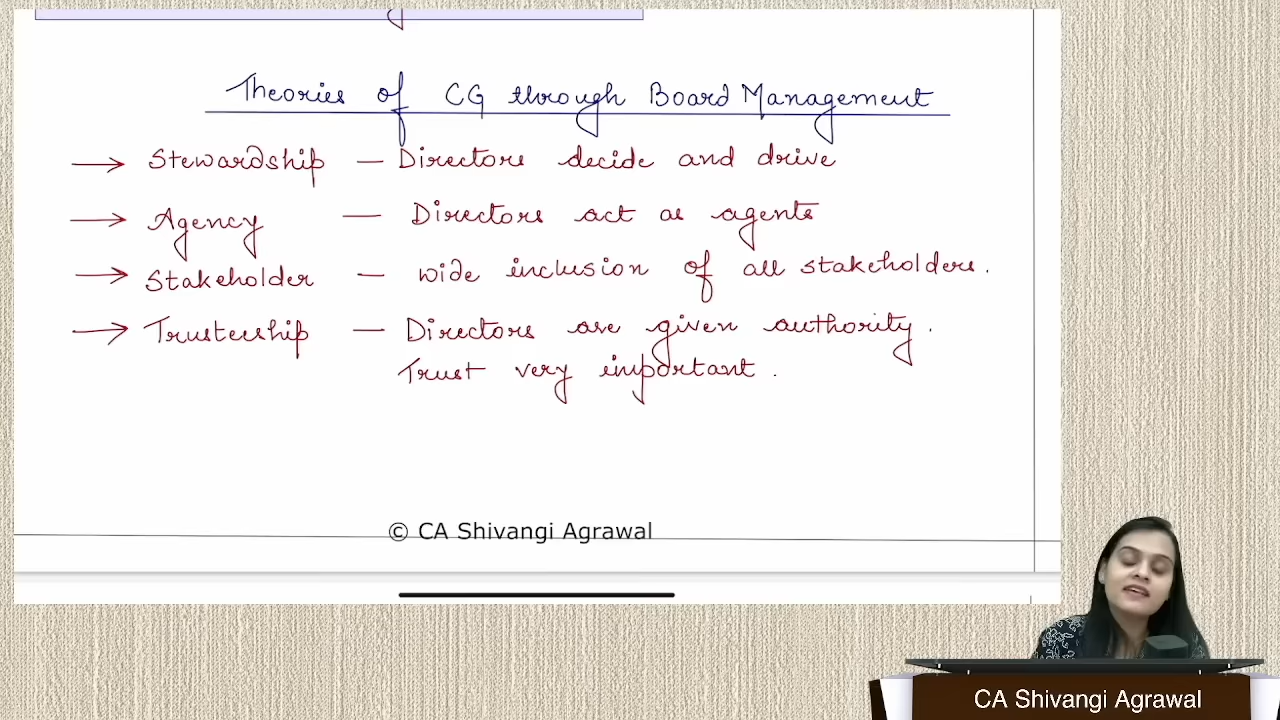 Theories of CG through Board Management
→ Stewardship — Directors decide and drive
→ Agency — Directors act as agents
→ Stakeholder — wide inclusion of all stakeholders.
→ Trusteeship — Directors are given authority.
Trust very important.
© CA Shivangi Agrawal
CA Shivangi Agrawal